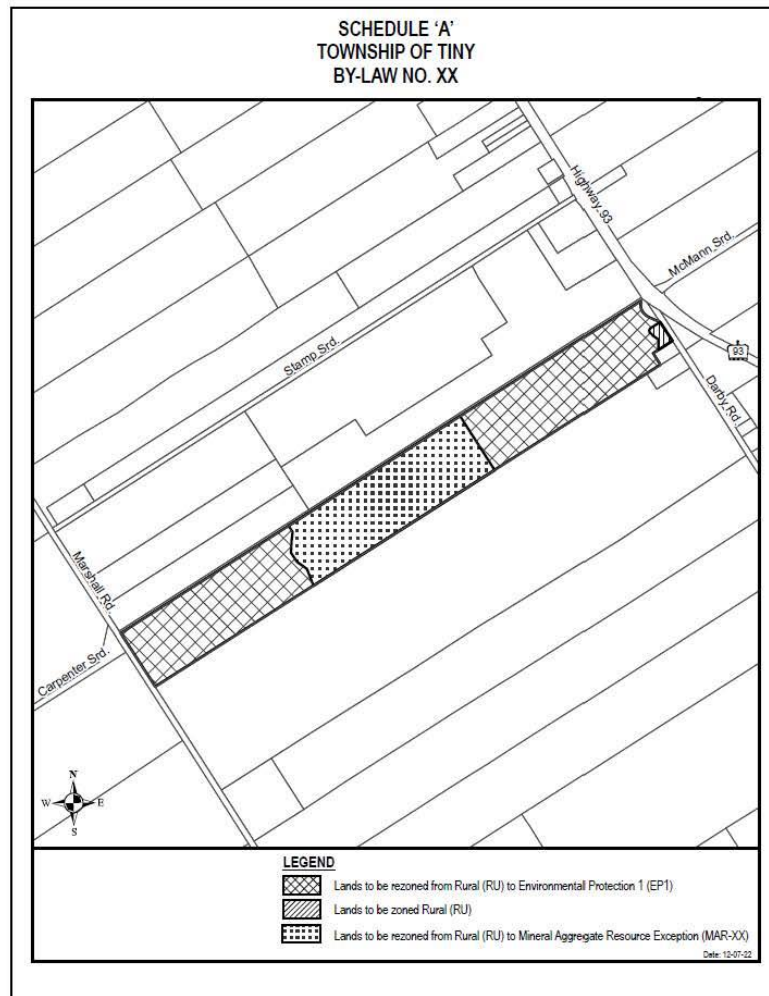 SCHEDULE ‘A’
TOWNSHIP OF TINY
BY-LAW NO. XX
Highway 93
McMann Srd.
93
Stamp Srd.
Darby Rd.
Marshall Rd.
Carpenter Srd.
N
W
E
S
LEGEND
Lands to be rezoned from Rural (RU) to Environmental Protection 1 (EP1)
Lands to be zoned Rural (RU)
Lands to be rezoned from Rural (RU) to Mineral Aggregate Resource Exception (MAR-XX)
Date: 12-07-22